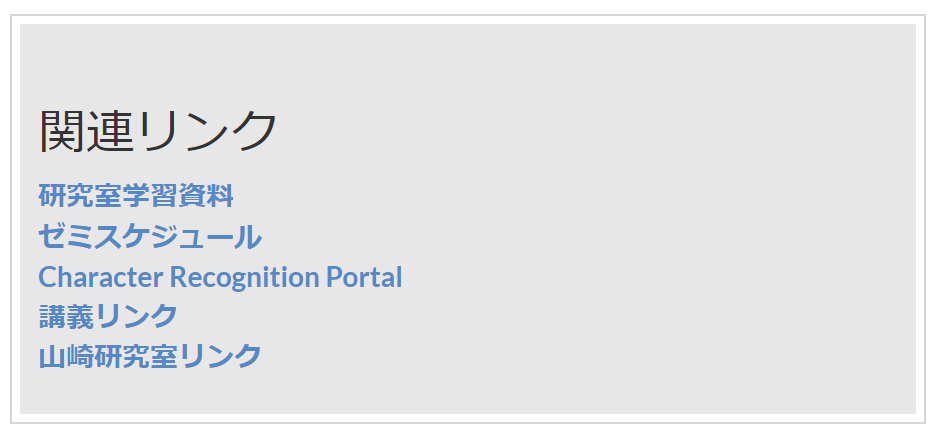 関連リンク
研究室学習資料
ゼミスケジュール
Character Recognition Portal
講義リンク
山崎研究室リンク